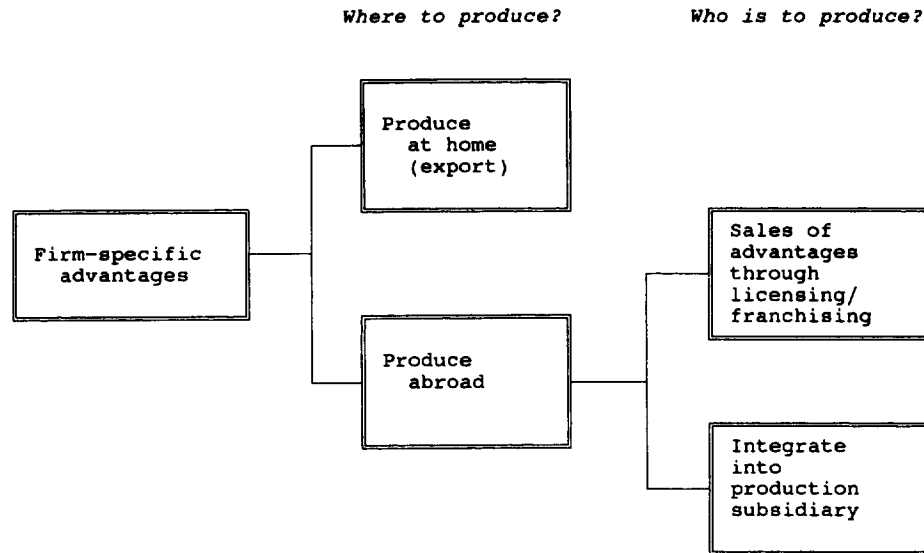 Where to produce?
Who is to produce?
Produce
at home
(export)
Firm-specific
advantages
Sales of
advantages
through
licensing/
franchising
Produce
abroad
Integrate
into
production
subsidiary